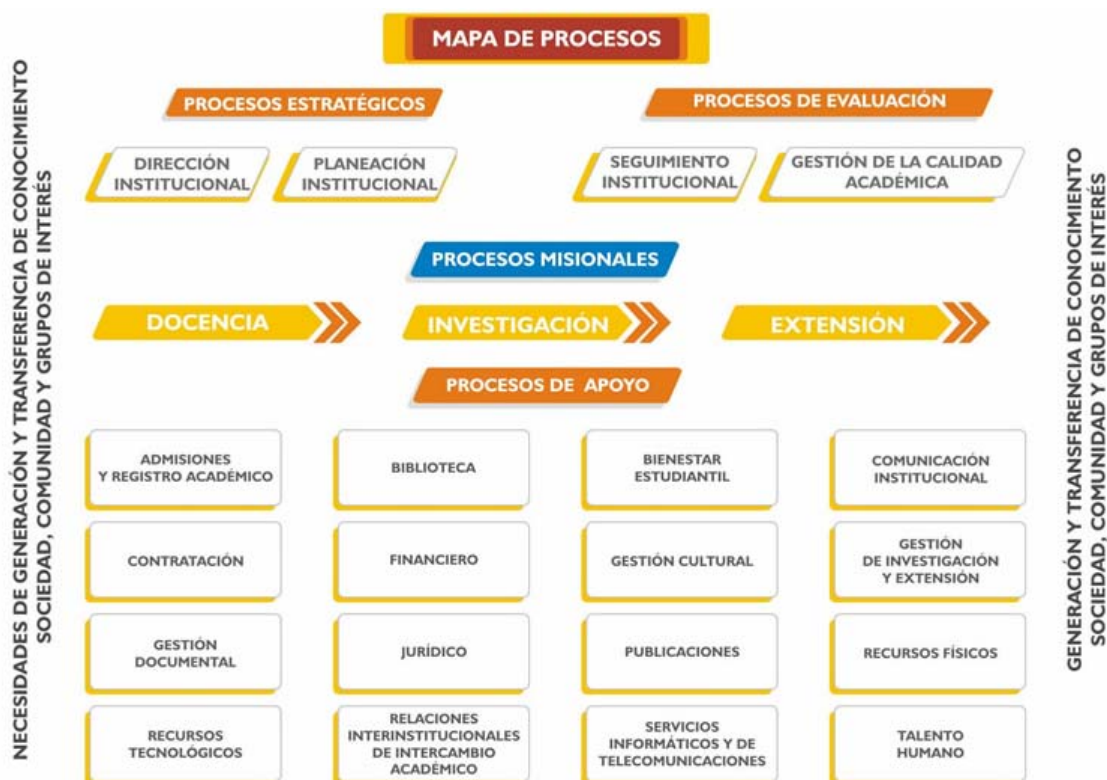 MAPA DE PROCESOS
NECESIDADES DE GENERACIÓN Y TRANSFERENCIA DE CONOCIMIENTO
SOCIEDAD, COMUNIDAD Y GRUPOS DE INTERÉS
PROCESOS ESTRATÉGICOS
DIRECCIÓN
INSTITUCIONAL
PLANEACIÓN
INSTITUCIONAL
PROCESOS DE EVALUACIÓN
SEGUIMIENTO
INSTITUCIONAL
GESTIÓN DE LA CALIDAD
ACADÉMICA
PROCESOS MISIONALES
DOCENCIA
INVESTIGACIÓN
EXTENSIÓN
PROCESOS DE APOYO
ADMISIONES
Y REGISTRO ACADÉMICO
BIBLIOTECA
BIENESTAR
ESTUDIANTIL
COMUNICACIÓN
INSTITUCIONAL
CONTRATACIÓN
FINANCIERO
GESTIÓN CULTURAL
GESTIÓN
DE INVESTIGACIÓN
Y EXTENSIÓN
GESTIÓN
DOCUMENTAL
JURÍDICO
PUBLICACIONES
RECURSOS FÍSICOS
RECURSOS
TECNOLÓGICOS
RELACIONES
INTERINSTITUCIONALES
DE INTERCAMBIO
ACADÉMICO
SERVICIOS
INFORMÁTICOS Y DE
TELECOMUNICACIONES
TALENTO
HUMANO
GENERACIÓN Y TRANSFERENCIA DE CONOCIMIENTO
SOCIEDAD, COMUNIDAD Y GRUPOS DE INTERÉS